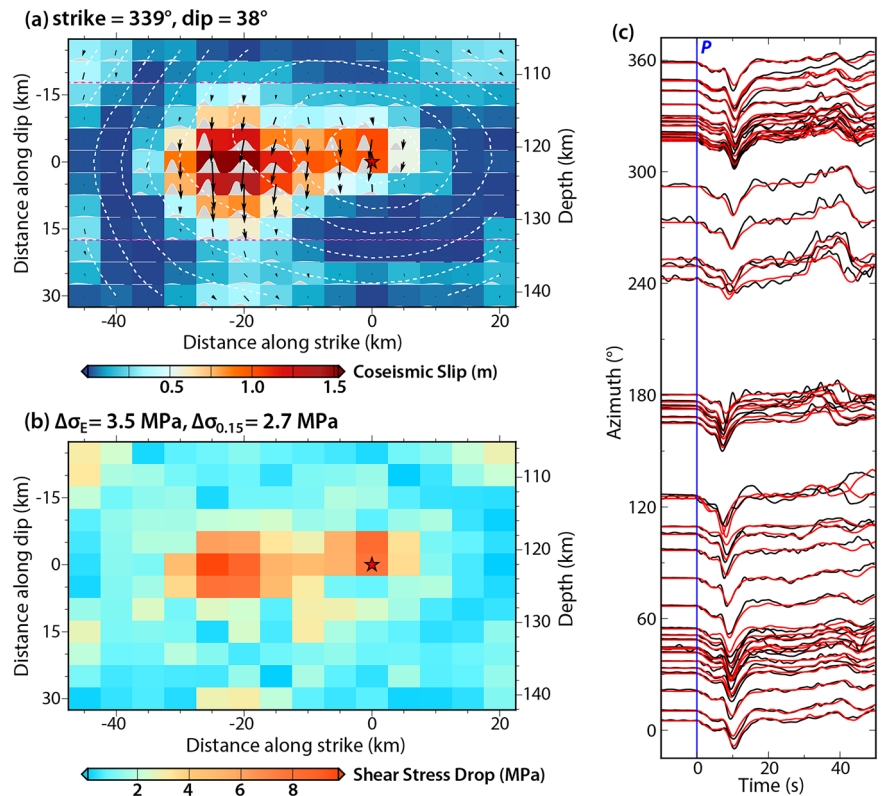 (a) strike = 339°, dip = 38°
Distance along dip (km)
-15
0
15
30
110
120
130
140
Depth (km)
-40
-20
0
Distance along strike (km)
0.5
1.0
1.5
Coseismic Slip (m)
(b) ΔσE = 3.5 MPa, Δσ0.15 = 2.7 MPa
Distance along dip (km)
-15
0
15
30
110
120
130
140
Depth (km)
-40
-20
0
Distance along strike (km)
2
4
6
8
Shear Stress Drop (MPa)
(c)
P
360
300
240
180
120
60
0
Azimuth (°)
0
20
40
Time (s)